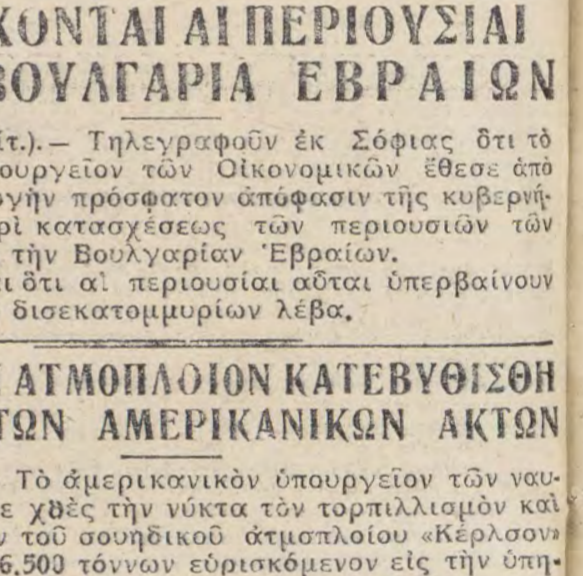 ΧΟΝΤΑΙ ΑΙ ΠΕΡΙΟΥΣΙΑΙ
ΒΟΥΛΓΑΡΙΑ ΕΒΡΑΙΩΝ
ίτ.).— Τηλεγραφοῦν ἐκ Σόφιας ὅτι τὸ
ουργεῖον τῶν Οἰκονομικῶν ἔθεσε ἀπὸ
ογὴν πρόσφατον ἀπόφασιν τῆς κυβερνή-
ρὶ κατασχέσεως τῶν περιουσιῶν τῶν
τὴν Βουλγαρίαν Ἑβραίων.
ι ὅτι αἱ περιουσίαι αὗται ὑπερβαίνουν
δισεκατομμυρίων λέβα.
ΑΤΜΟΠΛΟΙΟΝ ΚΑΤΕΒΥΘΙΣΘΗ
ΤΩΝ ΑΜΕΡΙΚΑΝΙΚΩΝ ΑΚΤΩΝ
Τὸ ἀμερικανικὸν ὑπουργεῖον τῶν ναυ-
ε χθὲς τὴν νύκτα τὸν τορπιλλισμὸν καὶ
ν τοῦ σουηδικοῦ ἀτμοπλοίου «Κέρλσον»
6.500 τόννων εὑρισκόμενον εἰς τὴν ὑπη-